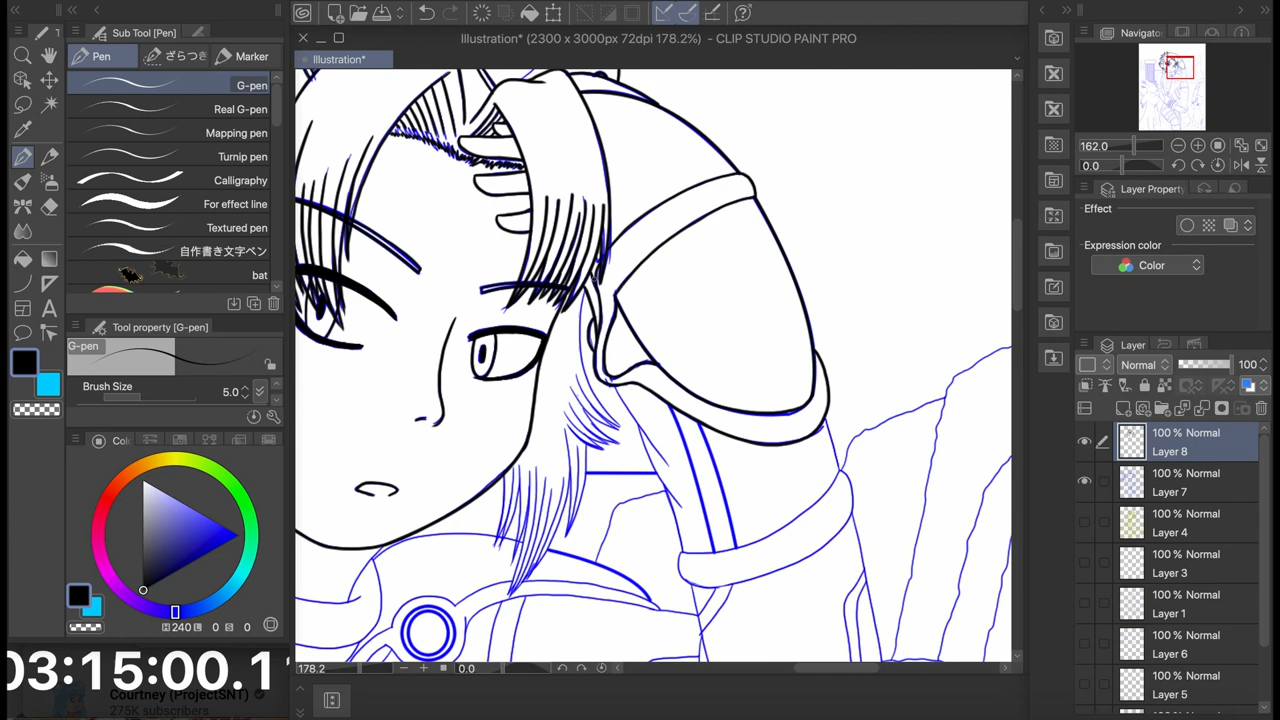 Illustration* (2300 x 3000px 72dpi 178.2%) - CLIP STUDIO PAINT PRO
Sub Tool [Pen]
Pen
ざらつき
Marker
G-pen
Real G-pen
Mapping pen
Turnip pen
Calligraphy
For effect line
Textured pen
自作書き文字ペン
bat
Tool property [G-pen]
G-pen
Brush Size
5.0
H 240 L 0 S 0
03:15:00.1
Courtney (ProjectSNT)
275K subscribers
Illustration*
178.2
0.0
162.0
0.0
Layer Property
Effect
Expression color
Color
Layer
Normal
100
100 % Normal
Layer 8
100 % Normal
Layer 7
100 % Normal
Layer 4
100 % Normal
Layer 3
100 % Normal
Layer 1
100 % Normal
Layer 6
100 % Normal
Layer 5